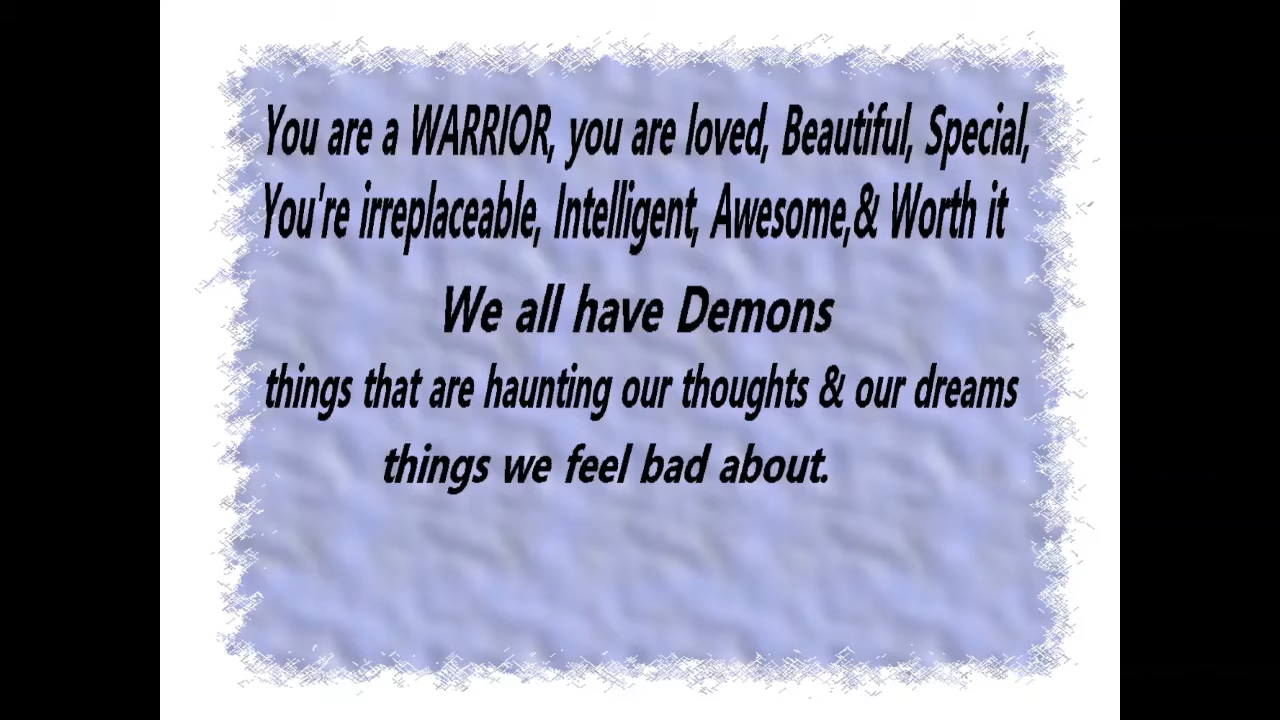 You are a WARRIOR, you are loved, Beautiful, Special,
You're irreplaceable, Intelligent, Awesome,& Worth it
We all have Demons
things that are haunting our thoughts & our dreams
things we feel bad about.